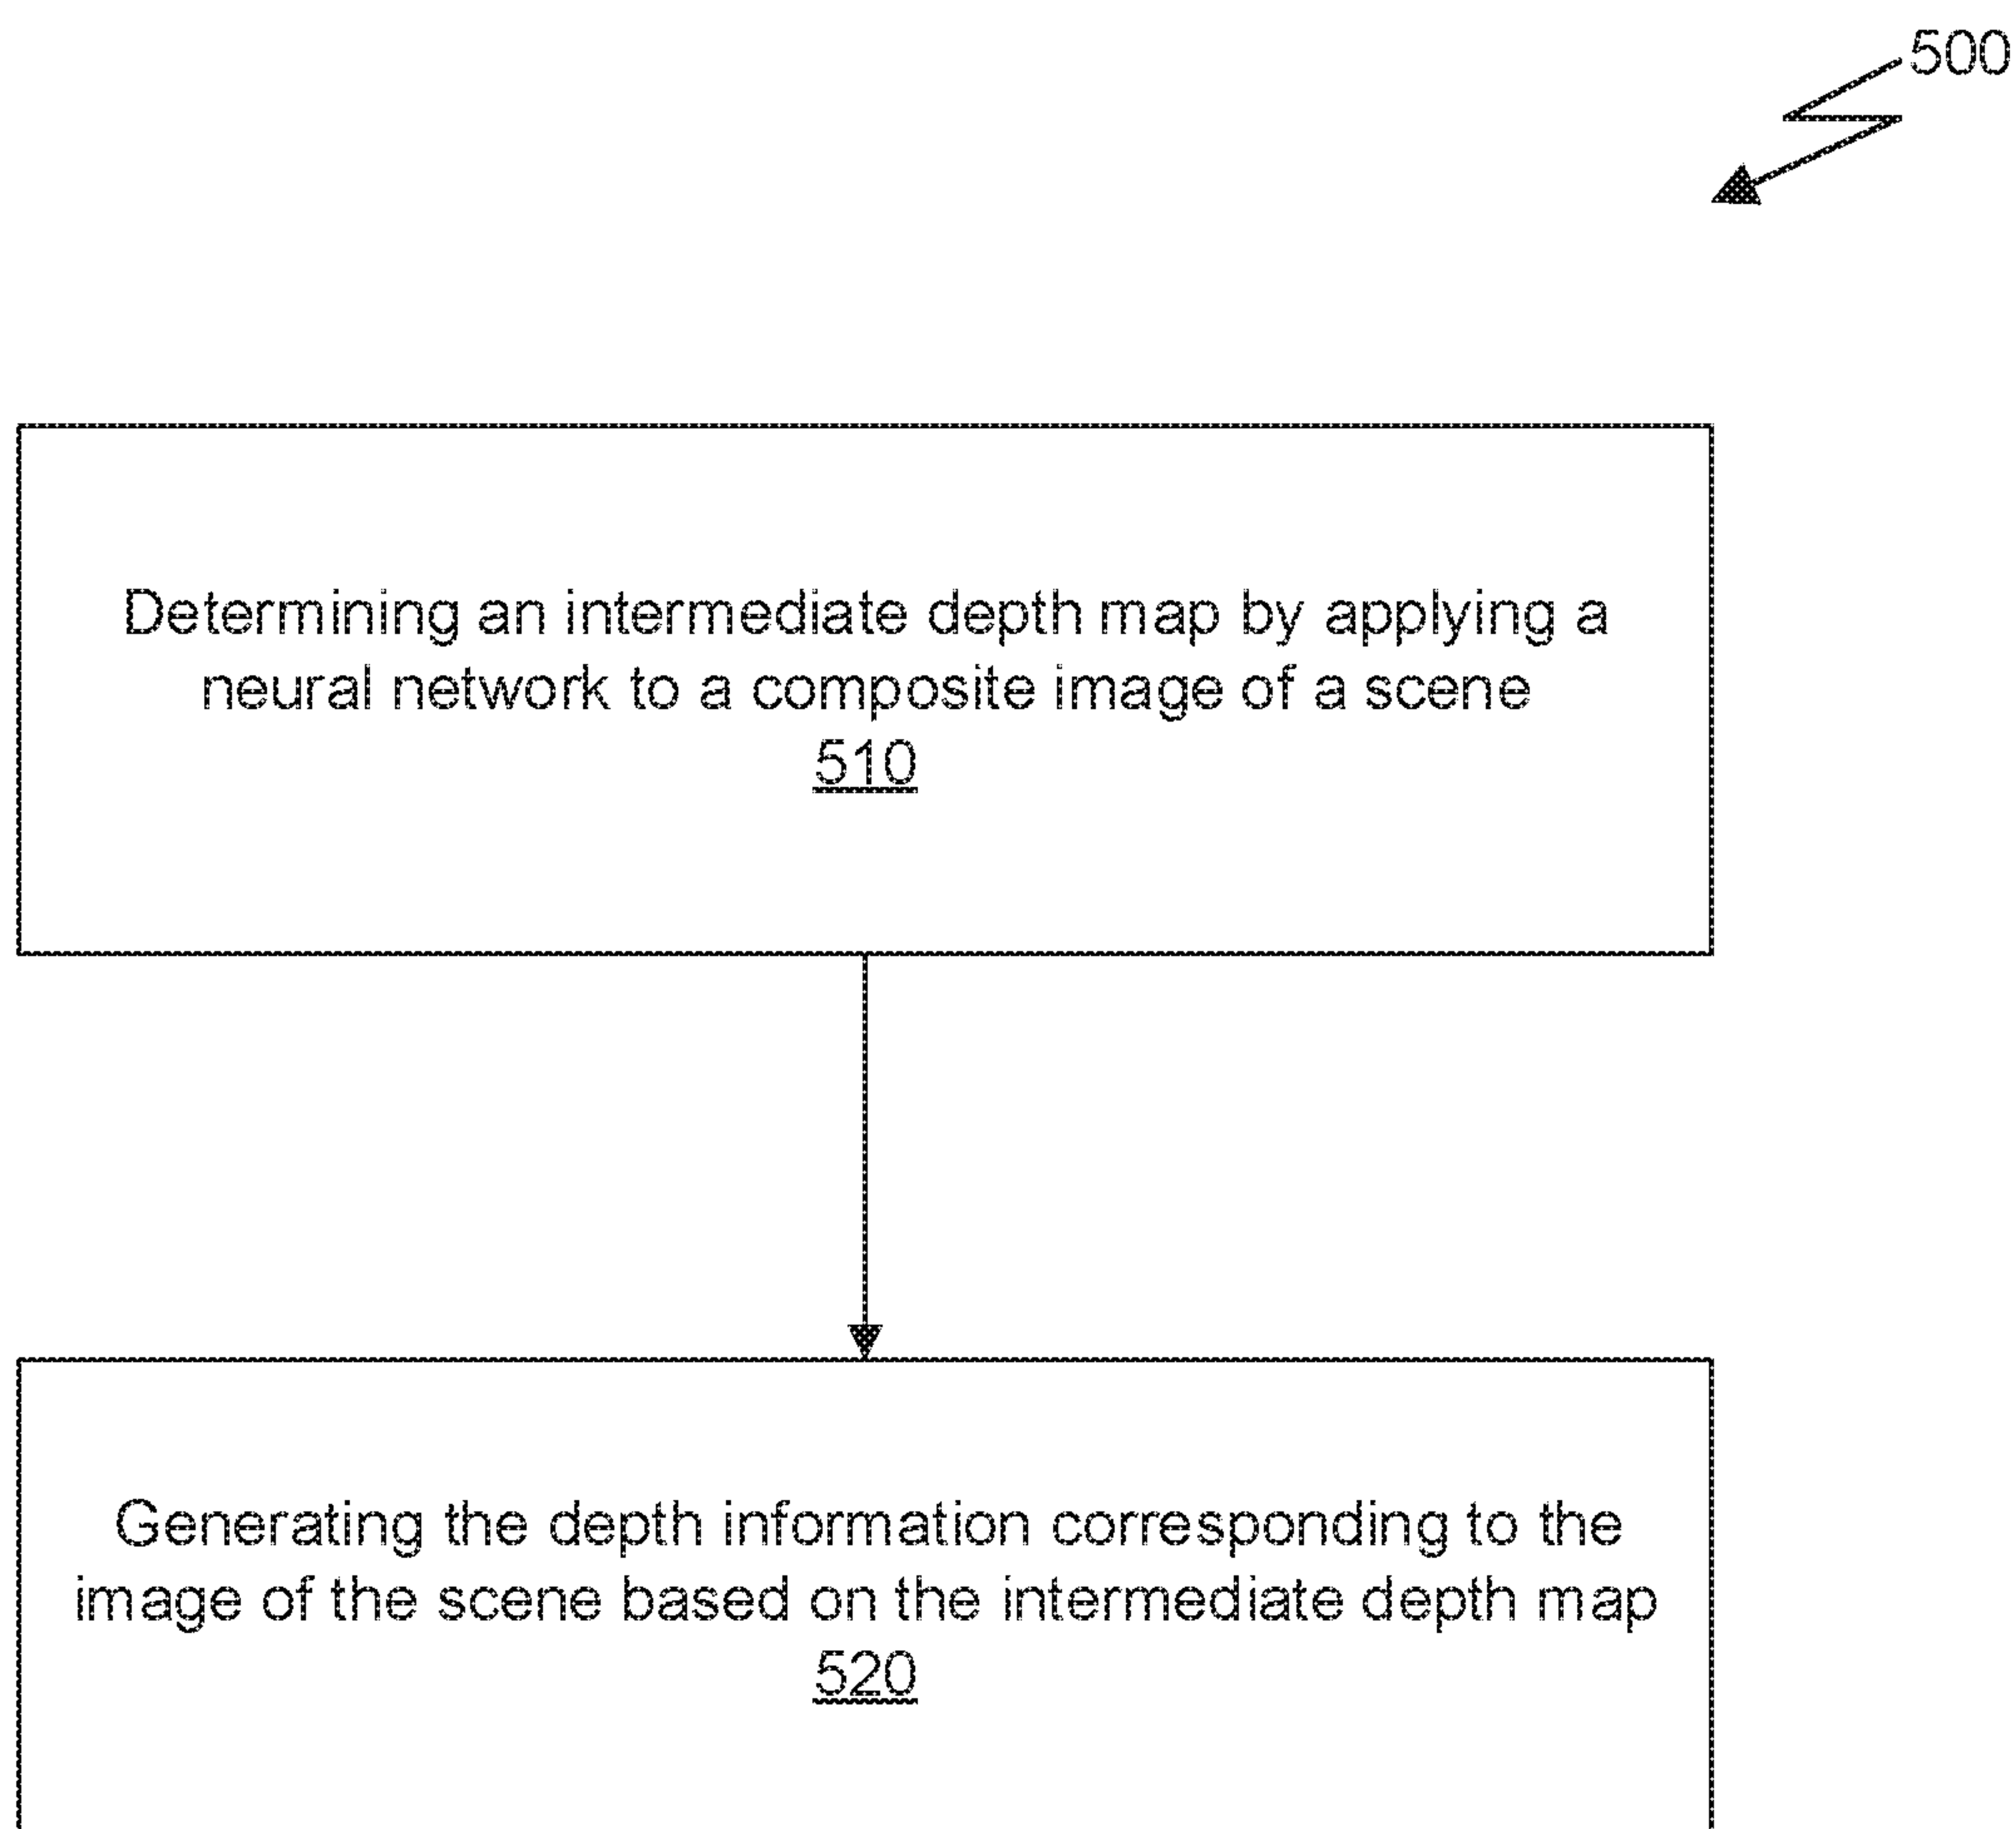 500
Determining an intermediate depth map by applying a
neural network to a composite image of a scene
510
Generating the depth information corresponding to the
image of the scene based on the intermediate depth map
520